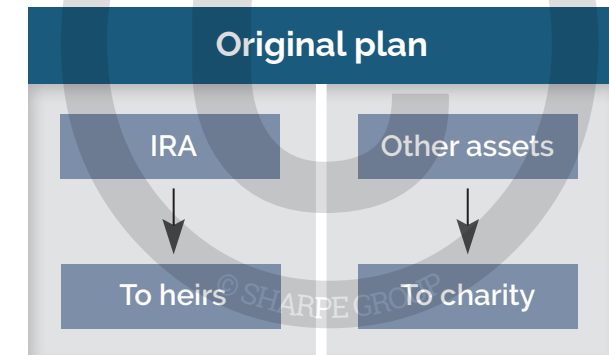 Original plan
IRA
Other assets
To heirs
To charity
© SHARPE GROUP